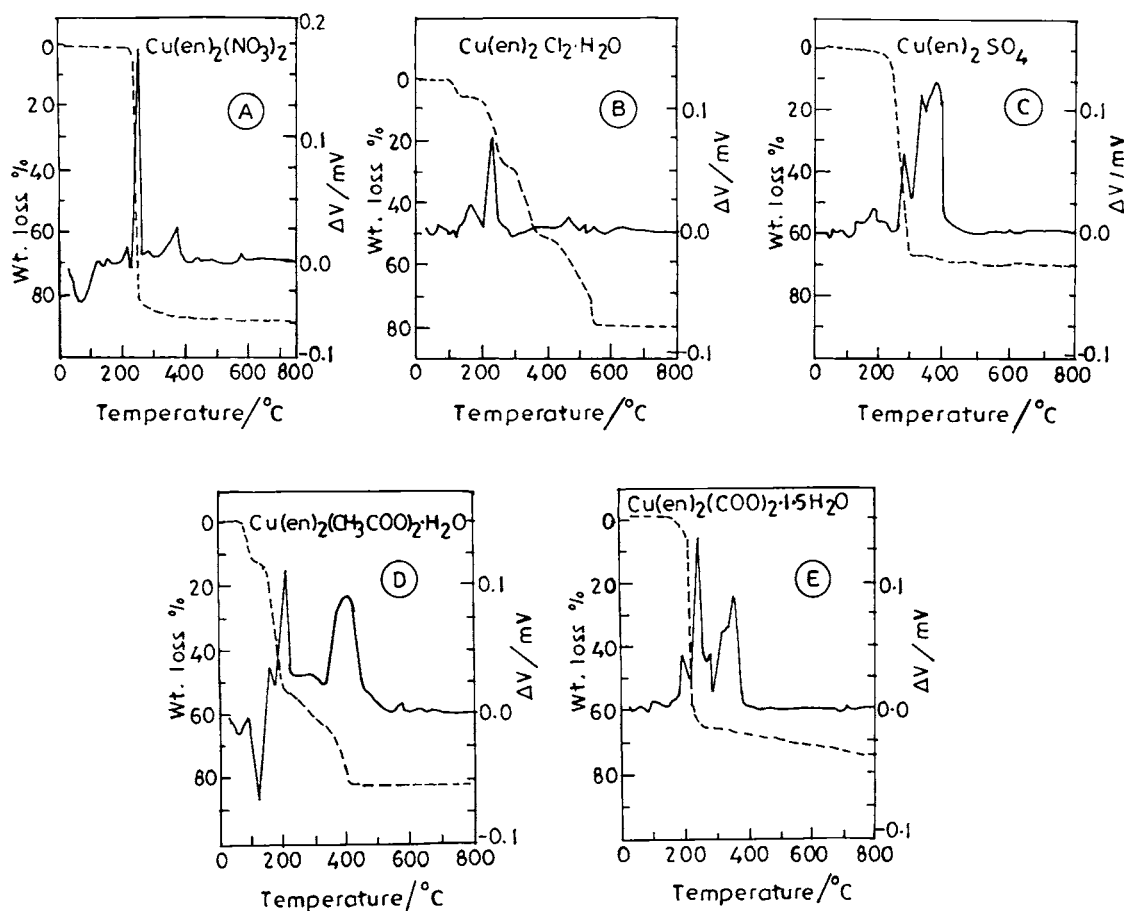 Cu(en)₂(NO₃)₂
A
Wt. loss %
0
20
40
60
80
0.2
0.1
0.0
-0.1
ΔV/mV
0 200 400 600 800
Temperature/°C
Cu(en)₂Cl₂·H₂O
B
Wt. loss %
0
20
40
60
80
0.1
0.0
-0.1
ΔV/mV
0 200 400 600 800
Temperature/°C
Cu(en)₂SO₄
C
Wt. loss %
0
20
40
60
80
0.1
0.0
-0.1
ΔV/mV
0 200 400 600 800
Temperature/°C
Cu(en)₂(CH₃COO)₂·H₂O
D
Wt. loss %
0
20
40
60
80
0.1
0.0
-0.1
ΔV/mV
0 200 400 600 800
Temperature/°C
Cu(en)₂(COO)₂·1·5H₂O
E
Wt. loss %
0
20
40
60
80
0.1
0·0
-0·1
ΔV/mV
0 200 400 600 800
Temperature/°C